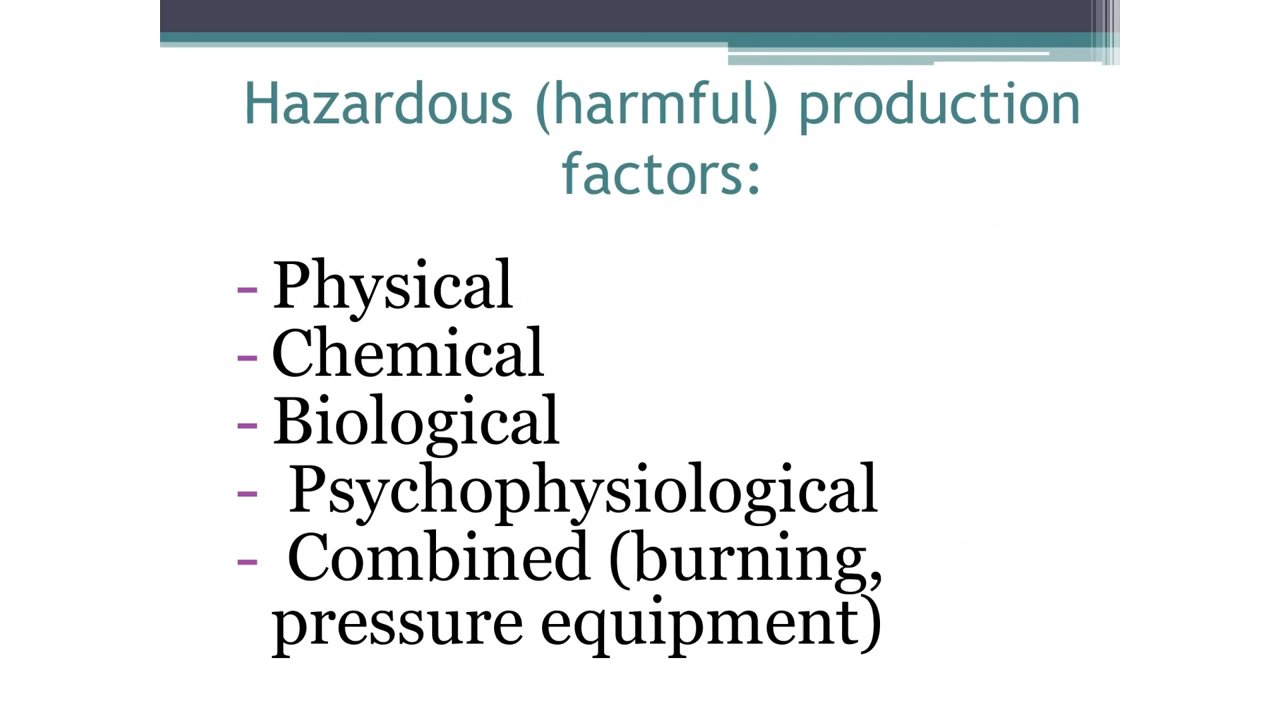 Hazardous (harmful) production
factors:
- Physical
- Chemical
- Biological
- Psychophysiological
- Combined (burning,
pressure equipment)